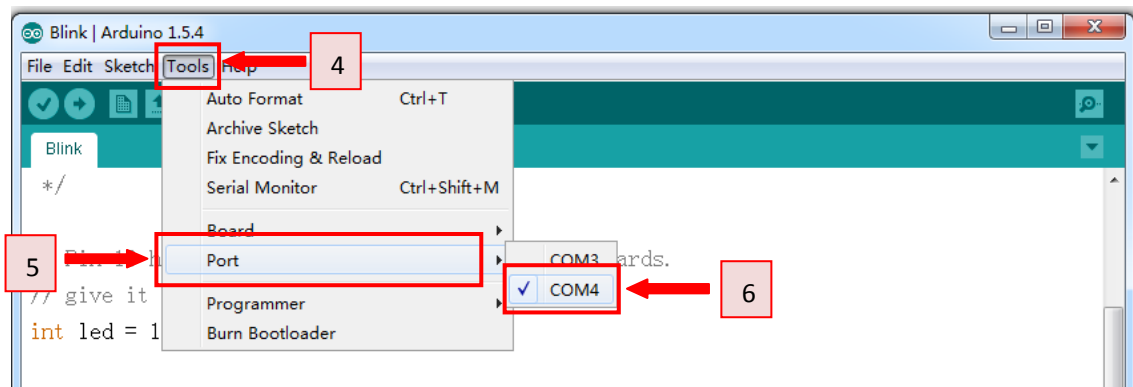 Blink | Arduino 1.5.4
4
File Edit Sketch Tools Help
Auto Format Ctrl+T
Archive Sketch
Blink
Fix Encoding & Reload
*/
Serial Monitor Ctrl+Shift+M
Board
5
Port
COM3
ards.
COM4
6
// give it
Programmer
int led = 1
Burn Bootloader